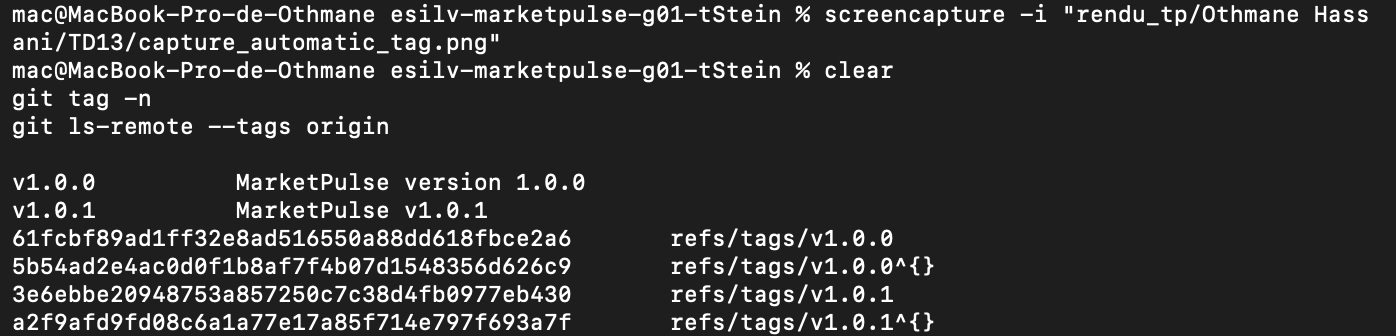 mac@MacBook-Pro-de-Othmane esilv-marketpulse-g01-tStein % screencapture -i "rendu_tp/Othmane Hass
ani/TD13/capture_automatic_tag.png"
mac@MacBook-Pro-de-Othmane esilv-marketpulse-g01-tStein % clear
git tag -n
git ls-remote --tags origin
v1.0.0          MarketPulse version 1.0.0
v1.0.1          MarketPulse v1.0.1
61fcbf89ad1ff32e8ad516550a88dd618fbce2a6       refs/tags/v1.0.0
5b54ad2e4ac0d0f1b8af7f4b07d1548356d626c9       refs/tags/v1.0.0^{}
3e6ebbe20948753a857250c7c38d4fb0977eb430       refs/tags/v1.0.1
a2f9afd9fd08c6a1a77e17a85f714e797f693a7f       refs/tags/v1.0.1^{}